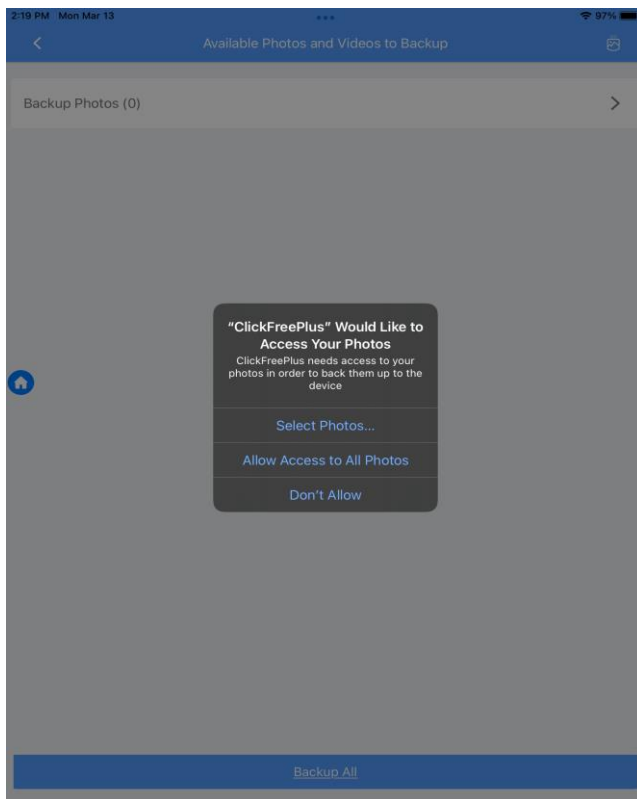 2:19 PM Mon Mar 13
97%
Available Photos and Videos to Backup
Backup Photos (0)
"ClickFreePlus" Would Like to
Access Your Photos
ClickFreePlus needs access to your
photos in order to back them up to the
device
Select Photos...
Allow Access to All Photos
Don't Allow
Backup All